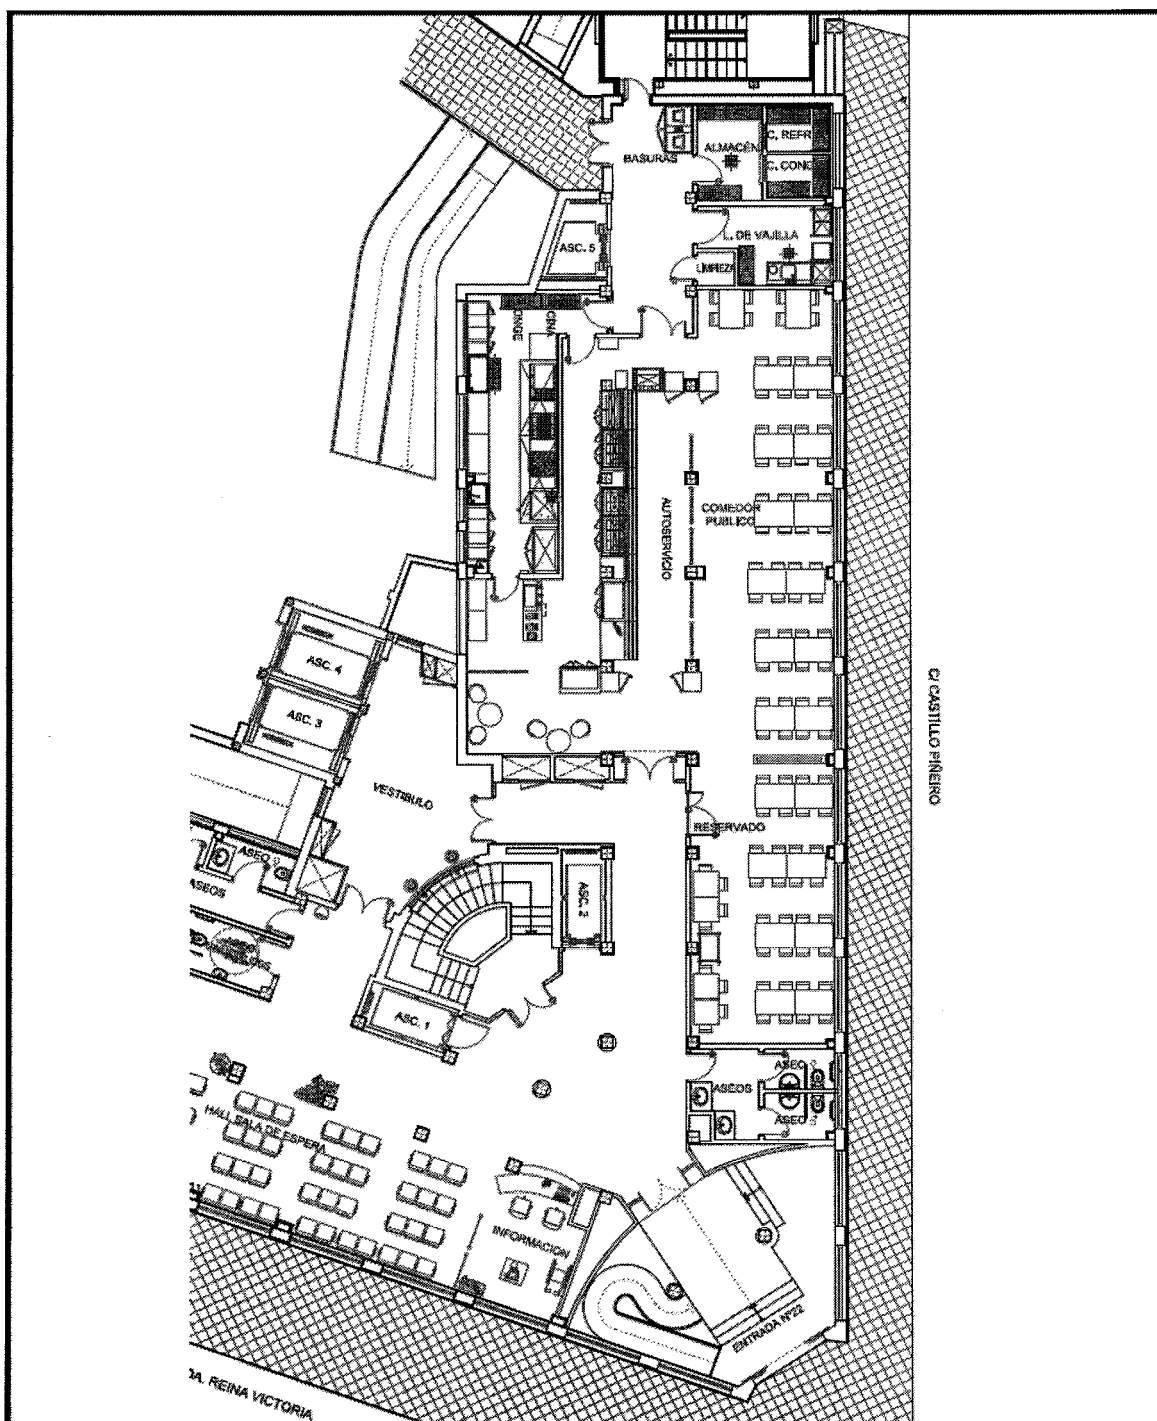 BASURAS
ALMACÉN
C. REFR
C. CONG
L. DE VAJILLA
LIMPIEZA
ASC. 5
AUTOSERVICIO
COMEDOR
PUBLICO
C/ CASTILLO PIÑEIRO
ASC. 4
ASC. 3
VESTIBULO
RESERVADO
ASEO
ASEOS
ASC. 2
ASC. 1
ASEO
ASEOS
ASEO
HALL SALA DE ESPERA
INFORMACION
ENTRADA Nº22
DA. REINA VICTORIA